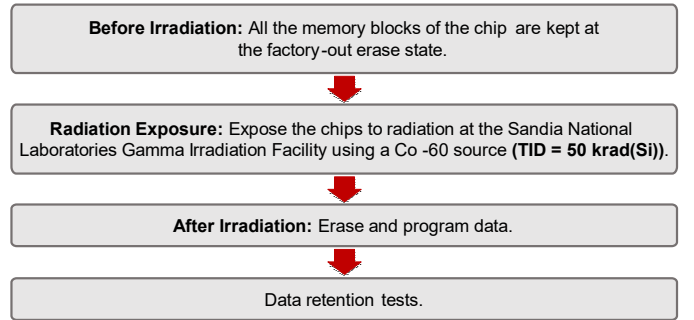 Before Irradiation: All the memory blocks of the chip are kept at
the factory-out erase state.
Radiation Exposure: Expose the chips to radiation at the Sandia National
Laboratories Gamma Irradiation Facility using a Co -60 source (TID = 50 krad(Si)).
After Irradiation: Erase and program data.
Data retention tests.